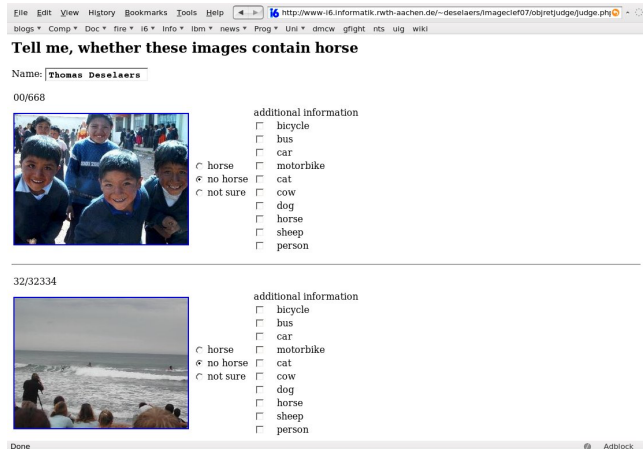 File Edit View History Bookmarks Tools Help http://www-i6.informatik.rwth-aachen.de/~deselaers/imageclef07/objretjudge/judge.php
blogs Comp Doc fire i6 Info lbm news Prog Uni dmcw gfight nts uig wiki
Tell me, whether these images contain horse
Name: Thomas Deselaers
00/668
additional information
bicycle
bus
car
horse motorbike
no horse cat
not sure cow
dog
horse
sheep
person
32/32334
additional information
bicycle
bus
car
horse motorbike
no horse cat
not sure cow
dog
horse
sheep
person
Done Adblock